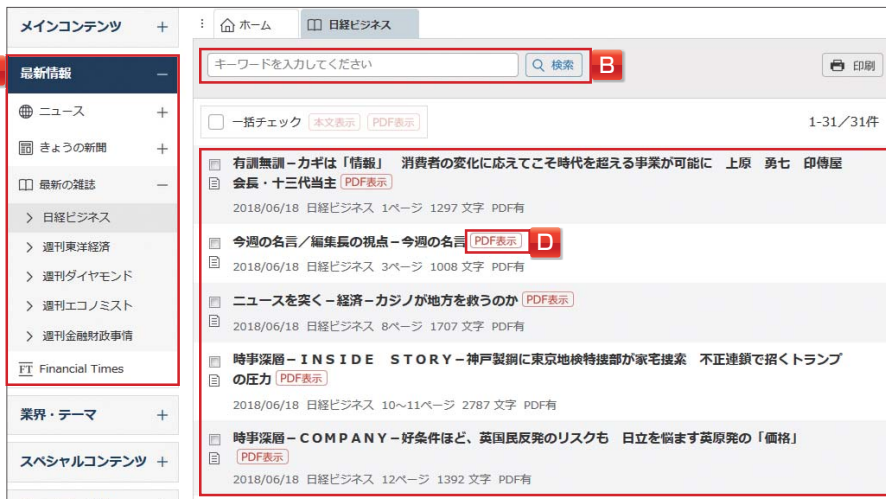 メインコンテンツ +
最新情報 −
ニュース +
きょうの新聞 +
最新の雑誌 −
> 日経ビジネス
> 週刊東洋経済
> 週刊ダイヤモンド
> 週刊エコノミスト
> 週刊金融財政事情
FT Financial Times
業界・テーマ +
スペシャルコンテンツ +
ホーム 日経ビジネス
キーワードを入力してください 検索 B 印刷
一括チェック 本文表示 PDF表示 1-31／31件
有訓無訓－カギは「情報」　消費者の変化に応えてこそ時代を超える事業が可能に　上原　勇七　印傳屋
会長・十三代当主 PDF表示
2018/06/18 日経ビジネス 1ページ 1297 文字 PDF有
今週の名言／編集長の視点－今週の名言 PDF表示 D
2018/06/18 日経ビジネス 3ページ 1008 文字 PDF有
ニュースを突く－経済－カジノが地方を救うのか PDF表示
2018/06/18 日経ビジネス 8ページ 1707 文字 PDF有
時事深層－ＩＮＳＩＤＥ　ＳＴＯＲＹ－神戸製鋼に東京地検特捜部が家宅捜索　不正連鎖で招くトランプ
の圧力 PDF表示
2018/06/18 日経ビジネス 10～11ページ 2787 文字 PDF有
時事深層－ＣＯＭＰＡＮＹ－好条件ほど、英国民反発のリスクも　日立を悩ます英原発の「価格」
PDF表示
2018/06/18 日経ビジネス 12ページ 1392 文字 PDF有